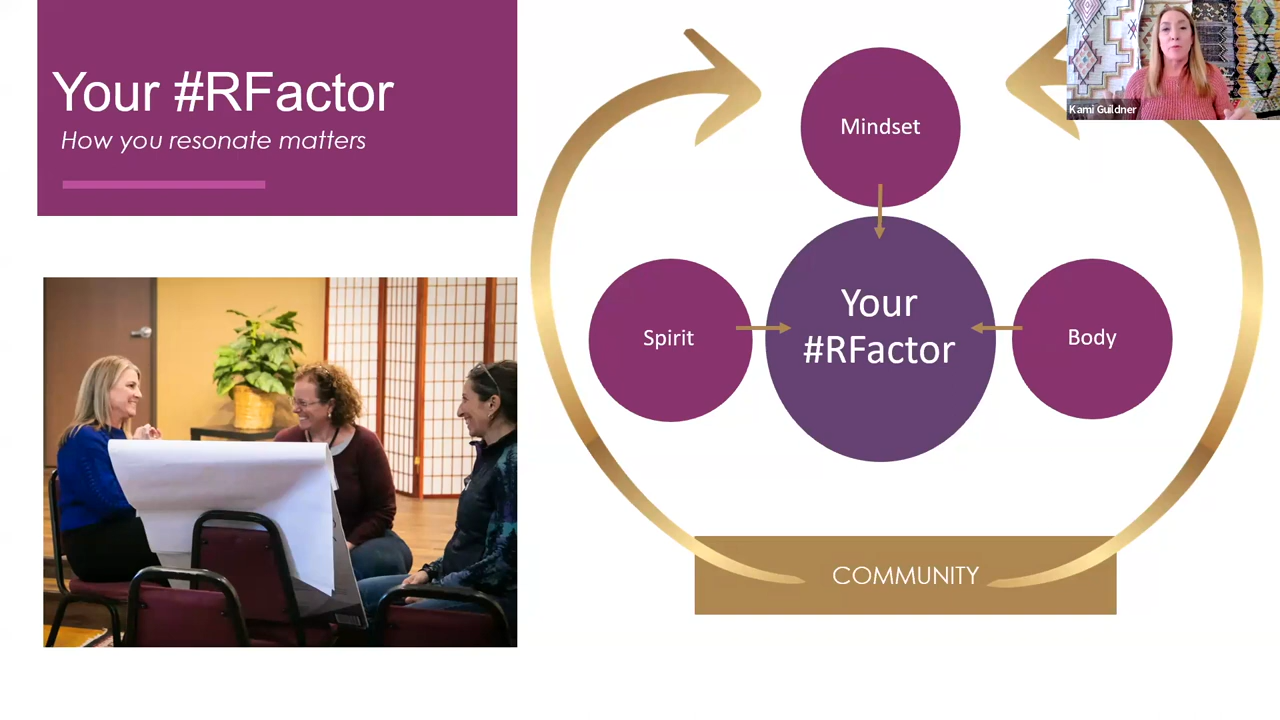 Your #RFactor
How you resonate matters
Mindset
Kami Guildner
Spirit
Your
#RFactor
Body
COMMUNITY